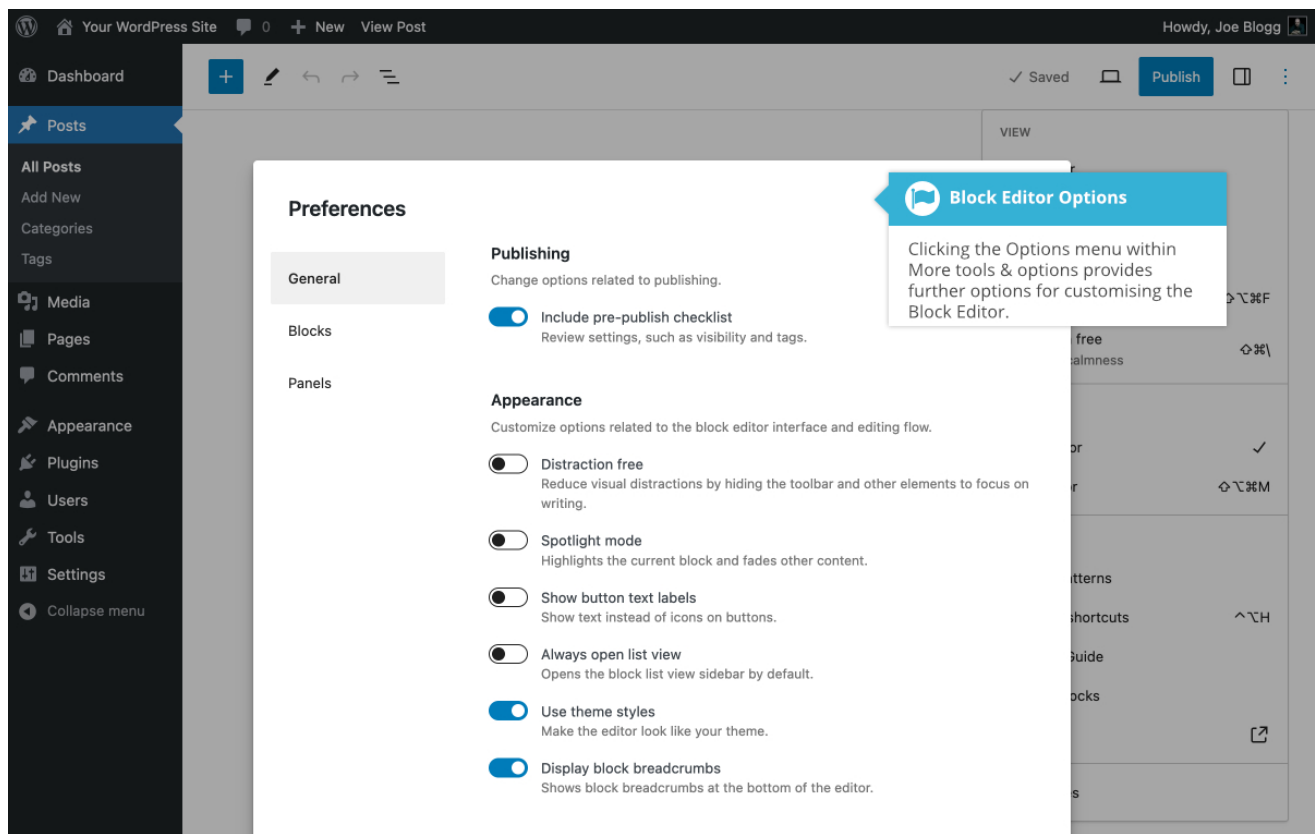 Your WordPress Site 0 New View Post Howdy, Joe Blogg
Dashboard
Posts
All Posts
Add New
Categories
Tags
Media
Pages
Comments
Appearance
Plugins
Users
Tools
Settings
Collapse menu
Saved Publish
Preferences
General
Blocks
Panels
Publishing
Change options related to publishing.
Include pre-publish checklist
Review settings, such as visibility and tags.
Appearance
Customize options related to the block editor interface and editing flow.
Distraction free
Reduce visual distractions by hiding the toolbar and other elements to focus on
writing.
Spotlight mode
Highlights the current block and fades other content.
Show button text labels
Show text instead of icons on buttons.
Always open list view
Opens the block list view sidebar by default.
Use theme styles
Make the editor look like your theme.
Display block breadcrumbs
Shows block breadcrumbs at the bottom of the editor.
Block Editor Options
Clicking the Options menu within
More tools & options provides
further options for customising the
Block Editor.
VIEW
⌥⌘F
free
⇧⌘\
calmness
or
r ⇧⌥⌘M
tterns
shortcuts ^⌥H
Guide
ocks
s